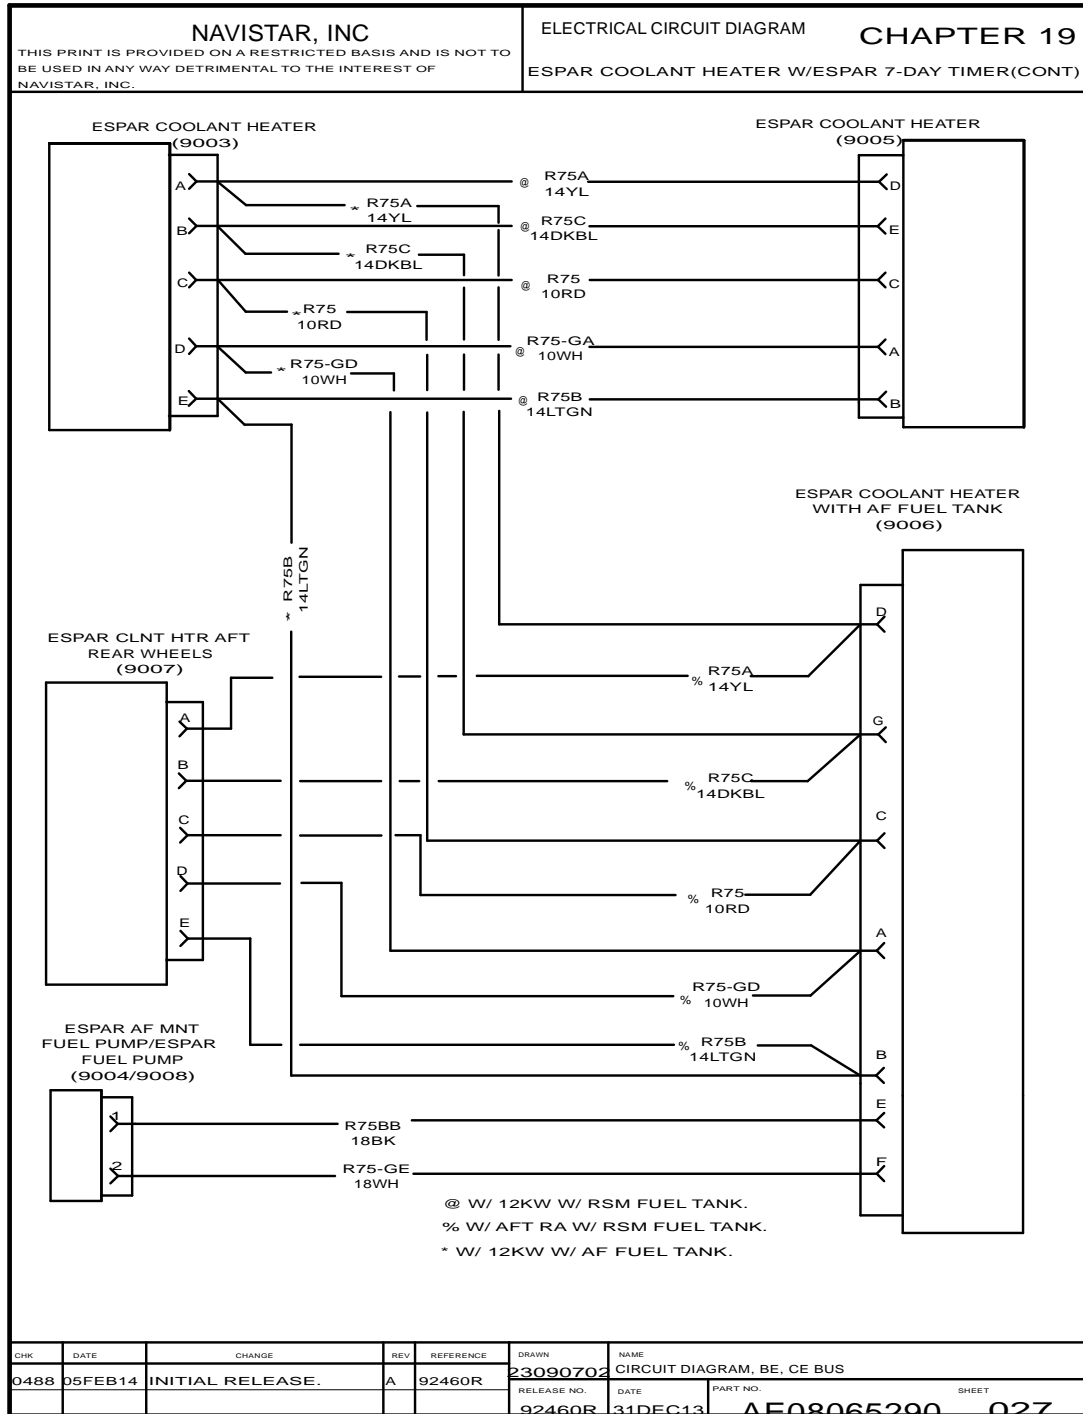 NAVISTAR, INC
THIS PRINT IS PROVIDED ON A RESTRICTED BASIS AND IS NOT TO
BE USED IN ANY WAY DETRIMENTAL TO THE INTEREST OF
NAVISTAR, INC.
ELECTRICAL CIRCUIT DIAGRAM
CHAPTER 19
ESPAR COOLANT HEATER W/ESPAR 7-DAY TIMER(CONT)
ESPAR COOLANT HEATER
(9003)
A
B
C
D
E
ESPAR COOLANT HEATER
(9005)
D
E
C
A
B
@ R75A
14YL
* R75A
14YL
@ R75C
14DKBL
* R75C
14DKBL
@ R75
10RD
* R75
10RD
@ R75-GA
10WH
* R75-GD
10WH
@ R75B
14LTGN
* R75B
14LTGN
ESPAR COOLANT HEATER
WITH AF FUEL TANK
(9006)
D
G
C
A
B
E
F
ESPAR CLNT HTR AFT
REAR WHEELS
(9007)
A
B
C
D
E
% R75A
14YL
% R75C
14DKBL
% R75
10RD
% R75-GD
10WH
% R75B
14LTGN
ESPAR AF MNT
FUEL PUMP/ESPAR
FUEL PUMP
(9004/9008)
1
2
R75BB
18BK
R75-GE
18WH
@ W/ 12KW W/ RSM FUEL TANK.
% W/ AFT RA W/ RSM FUEL TANK.
* W/ 12KW W/ AF FUEL TANK.
CHK DATE CHANGE REV REFERENCE
0488 05FEB14 INITIAL RELEASE. A 92460R
DRAWN
23090702
NAME
CIRCUIT DIAGRAM, BE, CE BUS
RELEASE NO.
92460R
DATE
31DEC13
PART NO.
AE08065290
SHEET
027